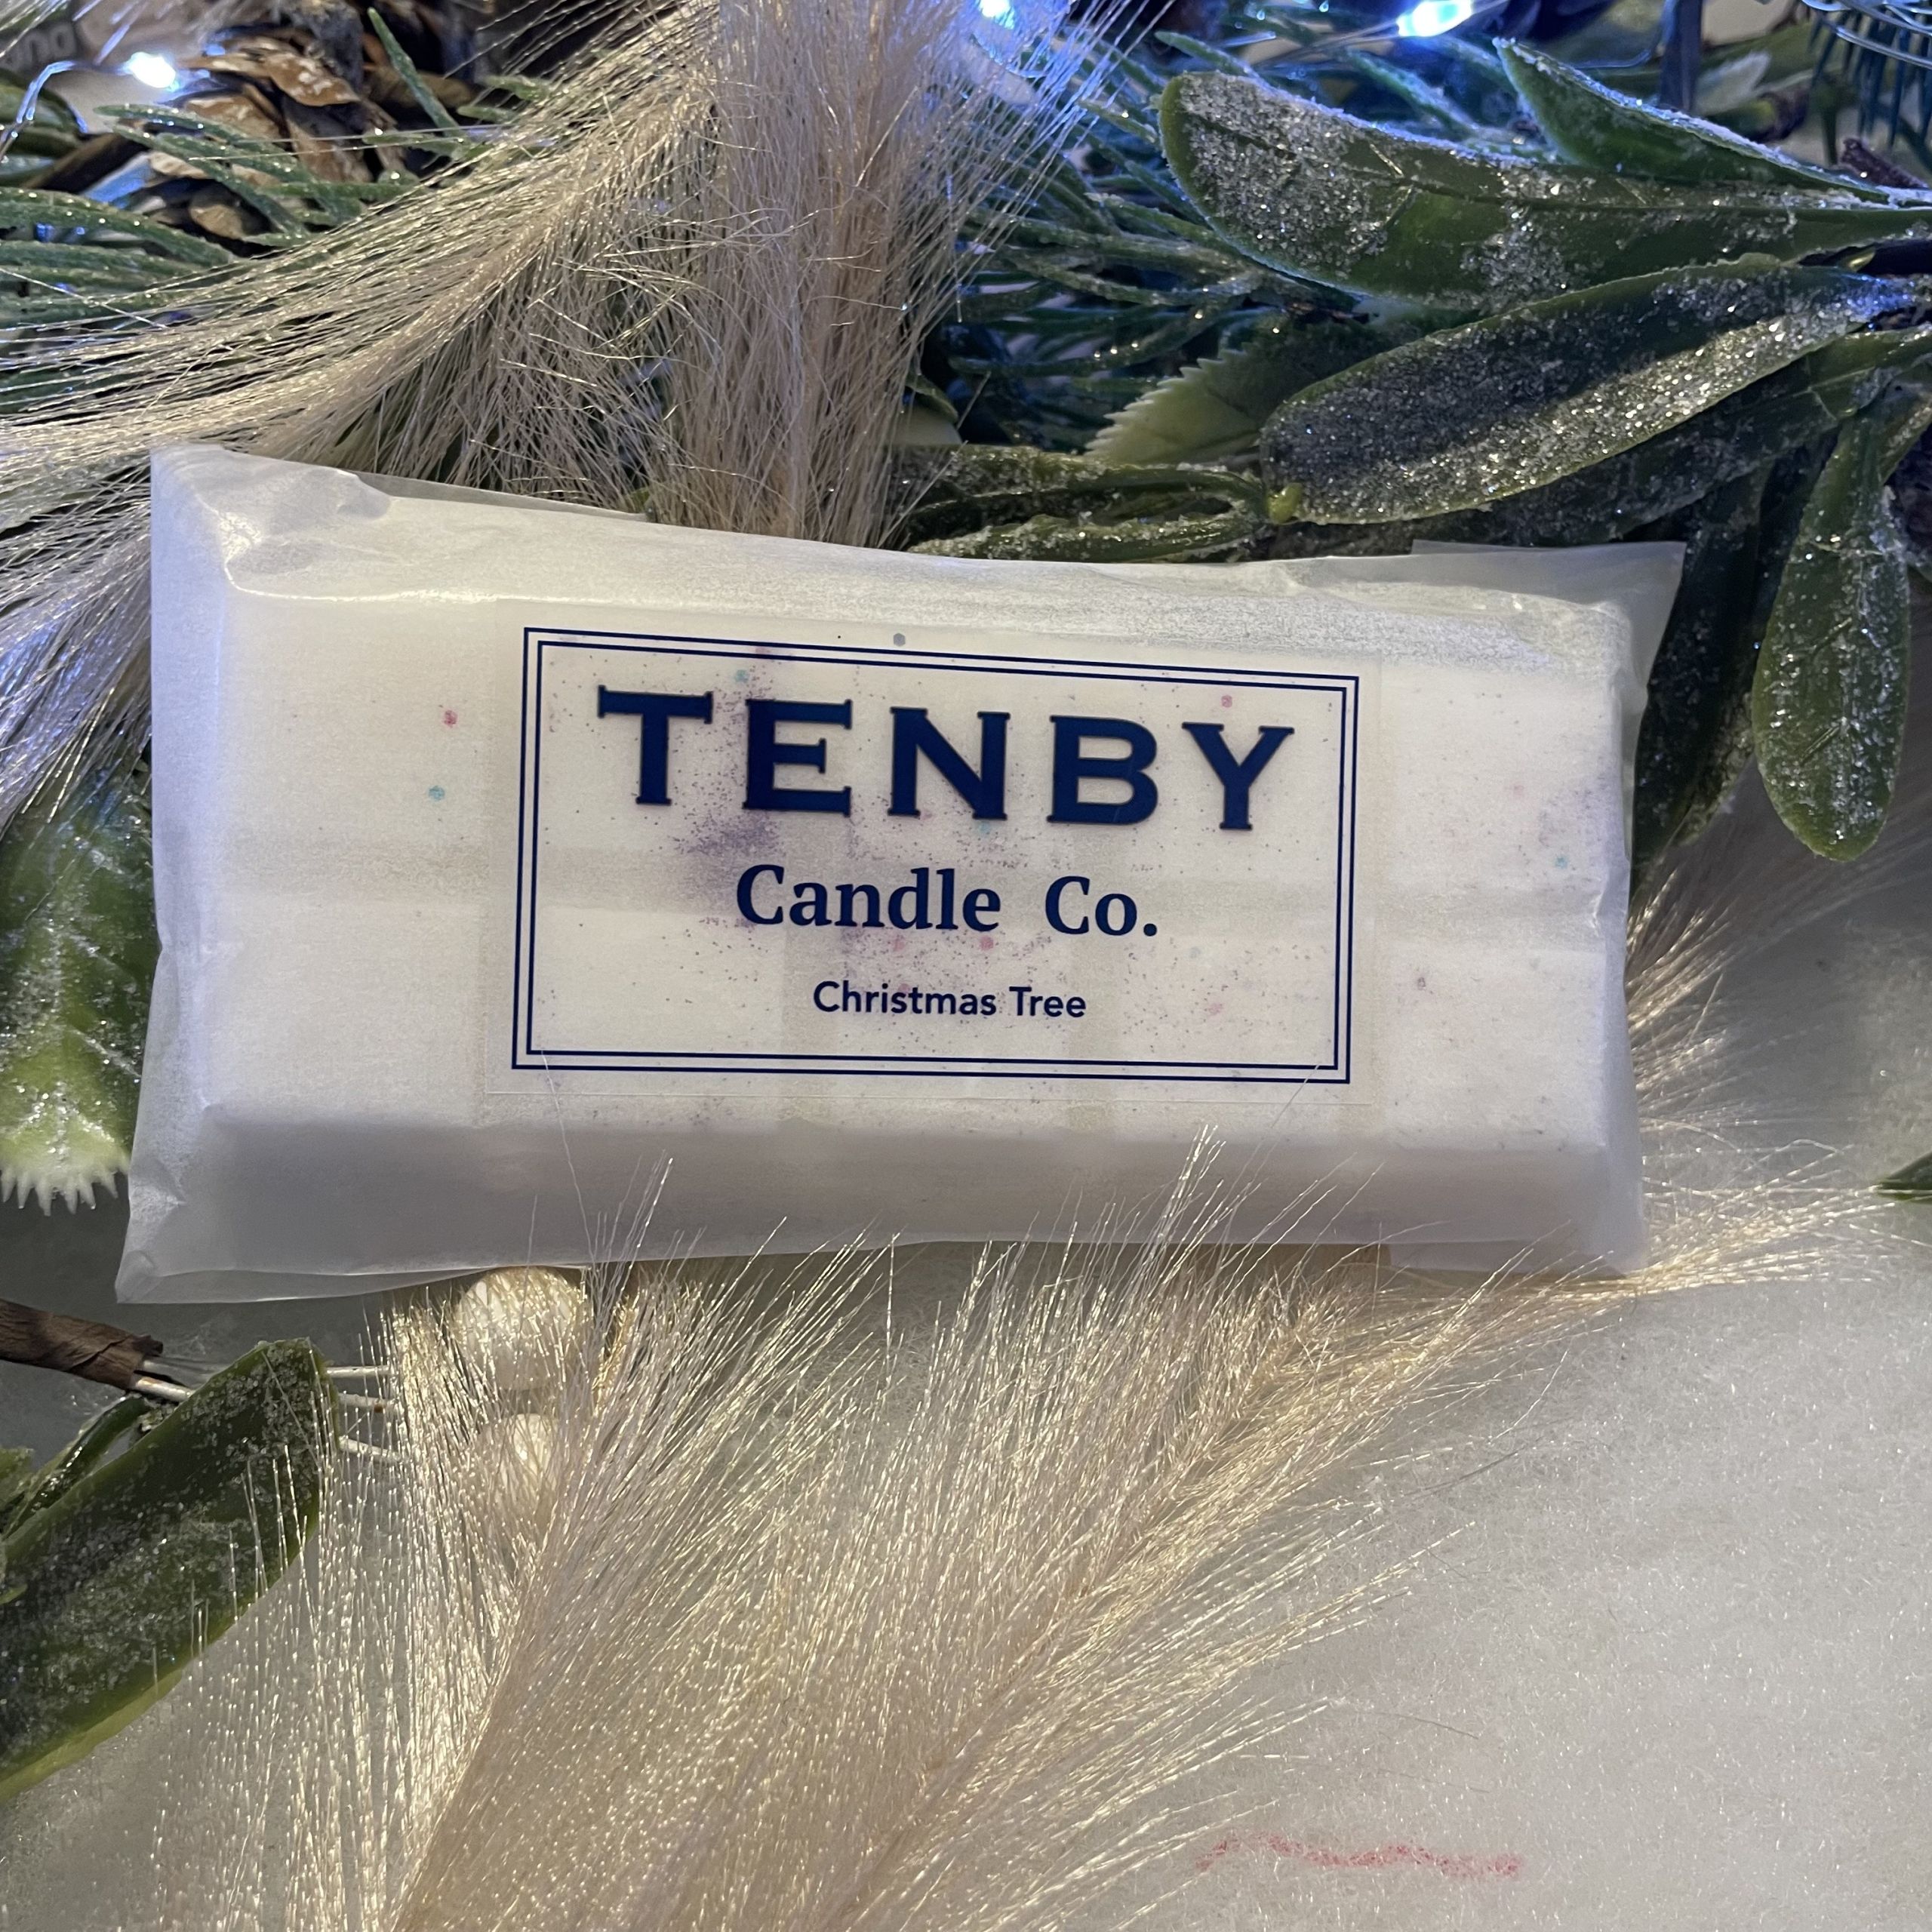 TENBY
Candle Co.
Christmas Tree